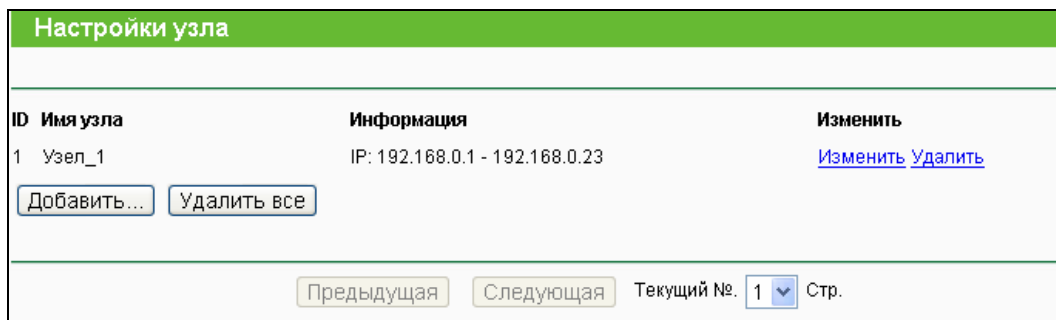 Настройки узла
ID Имя узла Информация Изменить
1 Узел_1 IP: 192.168.0.1 - 192.168.0.23 Изменить Удалить
Добавить... Удалить все
Предыдущая Следующая Текущий №. 1 Стр.